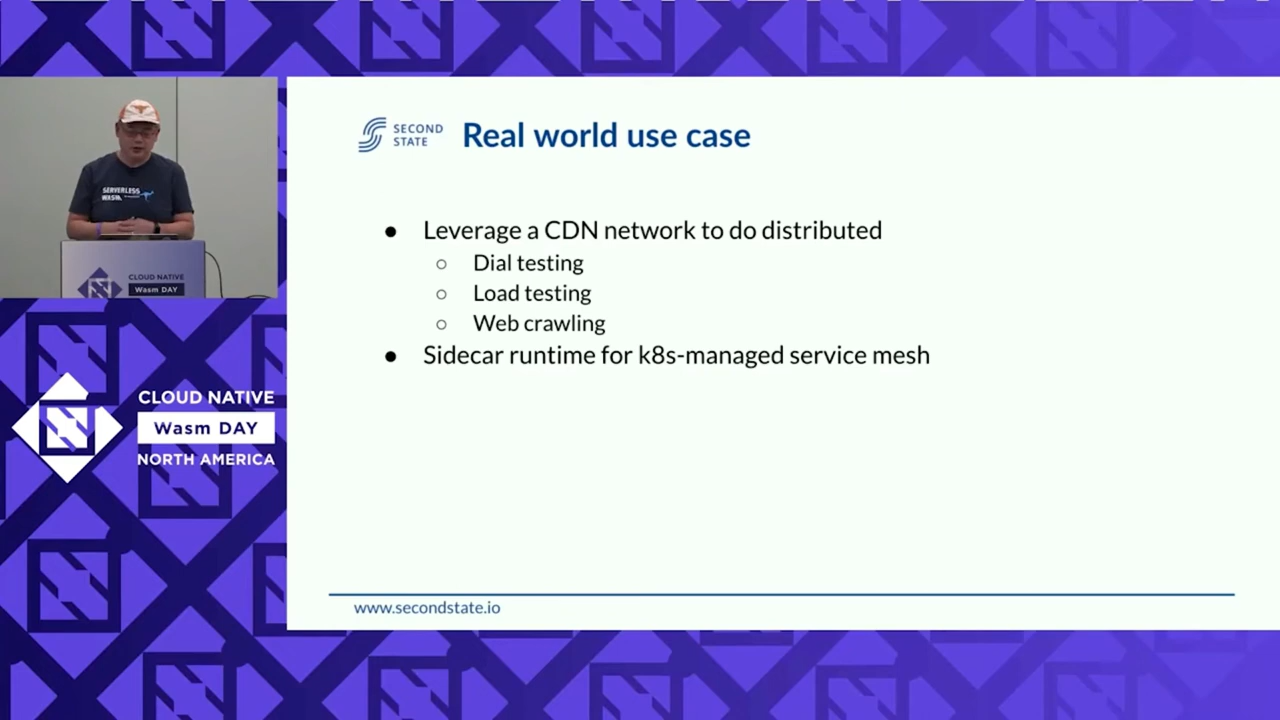 SECOND
STATE
Real world use case
● Leverage a CDN network to do distributed
○ Dial testing
○ Load testing
○ Web crawling
● Sidecar runtime for k8s-managed service mesh
www.secondstate.io
SERVERLESS
WASM
CLOUD NATIVE
Wasm DAY
CLOUD NATIVE
Wasm DAY
NORTH AMERICA